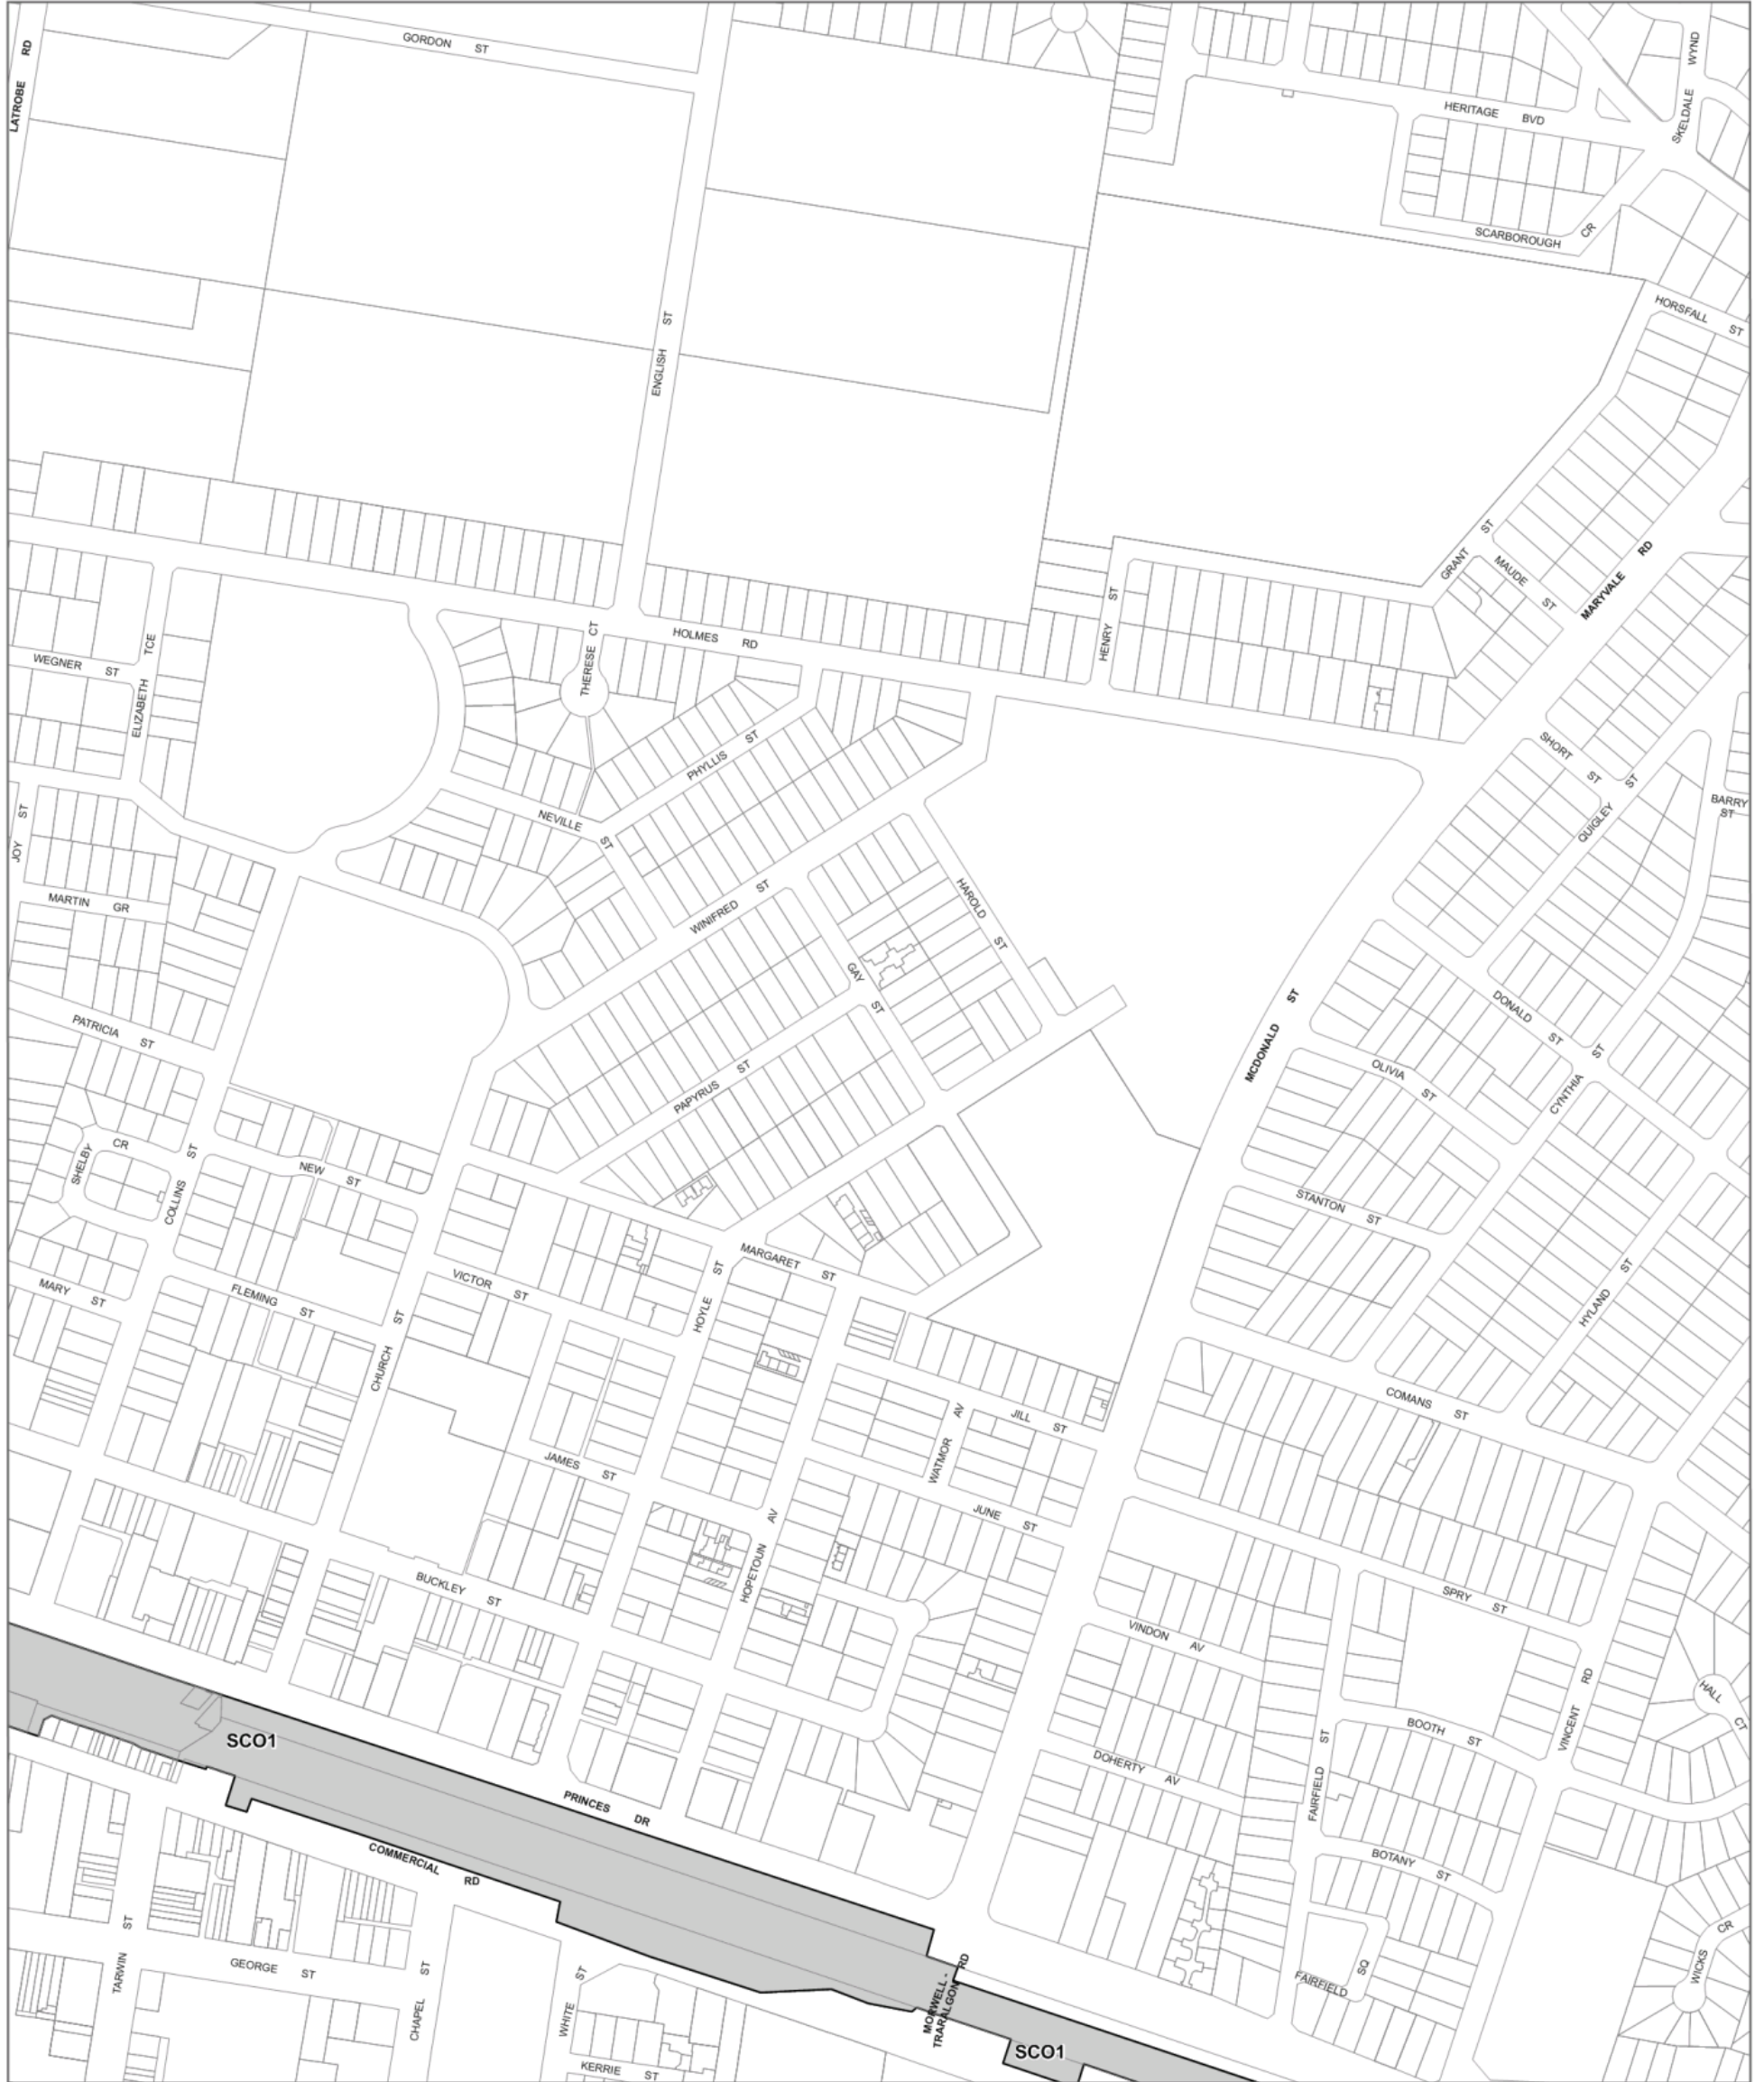 GORDON ST
LATROBE RD
SKELDALE WYND
HERITAGE BVD
SCARBOROUGH CR
HORSFALL ST
ENGLISH ST
GRANT ST
MAUDE ST
MARYVALE RD
HENRY ST
HOLMES RD
THERESE CT
WEGNER ST
ELIZABETH TCE
PHYLLIS ST
SHORT ST
QUIGLEY ST
BARRY ST
NEVILLE ST
JOY ST
MARTIN GR
WINIFRED ST
HAROLD ST
GAY ST
PATRICIA ST
MCDONALD ST
DONALD ST
OLIVIA ST
CYNTHIA ST
PAPYRUS ST
SHELBY CR
COLLINS ST
NEW ST
STANTON ST
MARGARET ST
HOYLE ST
VICTOR ST
FLEMING ST
MARY ST
CHURCH ST
HYLAND ST
COMANS ST
JILL ST
WATMOR AV
JAMES ST
JUNE ST
HOPETOUN AV
BUCKLEY ST
SPRY ST
VINDON AV
VINCENT RD
HALL CT
BOOTH ST
FAIRFIELD ST
DOHERTY AV
SCO1
PRINCES DR
COMMERCIAL RD
BOTANY ST
TARWIN ST
GEORGE ST
CHAPEL ST
WHITE ST
FAIRFIELD SQ
WICKS CR
MORWELL -
TRARALGON RD
SCO1
KERRIE ST